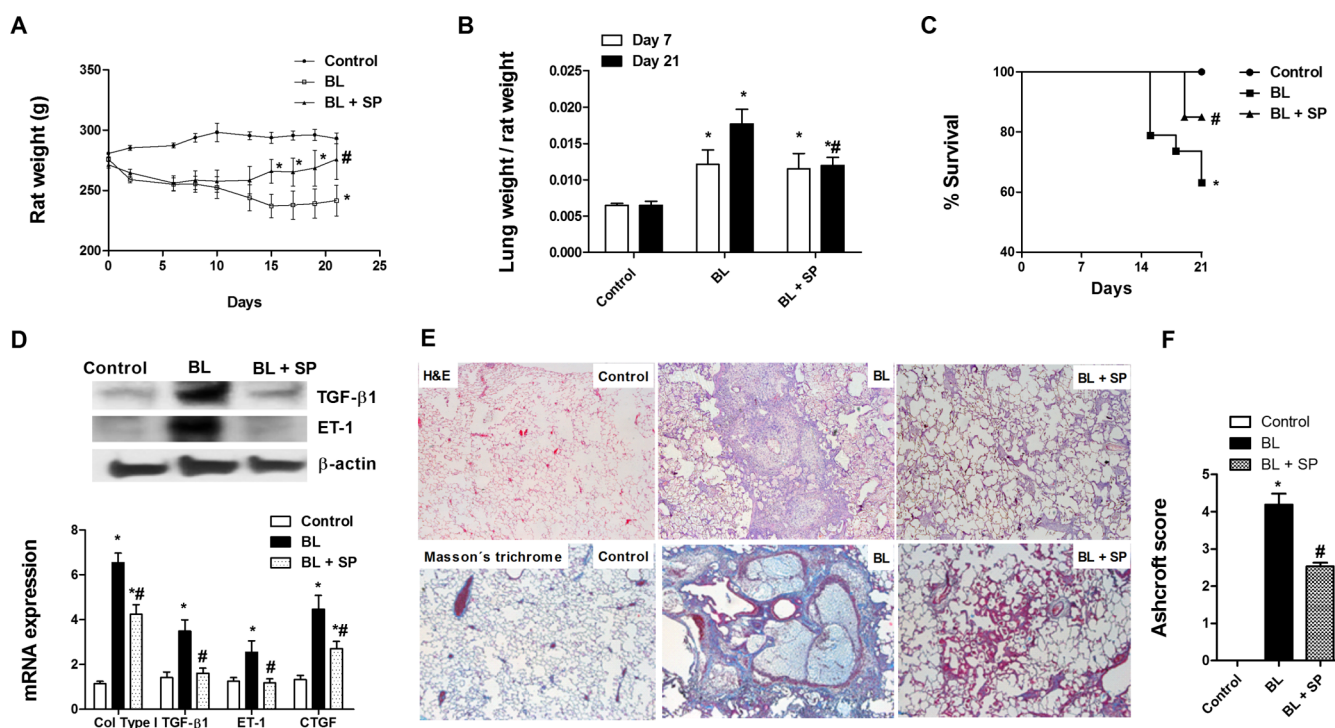 A
Control
BL
BL + SP
350
300
250
200
Rat weight (g)
* * * #
*
0 5 10 15 20 25
Days
B
Day 7
Day 21
0.025
0.020
0.015
0.010
0.005
0.000
Lung weight / rat weight
* * * *#
Control BL BL + SP
C
Control
BL
BL + SP
100
80
60
40
% Survival
#
*
0 7 14 21
Days
D
Control BL BL + SP
TGF-β1
ET-1
β-actin
Control
BL
BL + SP
8
6
4
2
0
mRNA expression
* *# * # * # * *#
Col Type I TGF-β1 ET-1 CTGF
E
H&E Control BL BL + SP
Masson´s trichrome Control BL BL + SP
F
Control
BL
BL + SP
5
4
3
2
1
0
Ashcroft score
* #
Control BL BL + SP